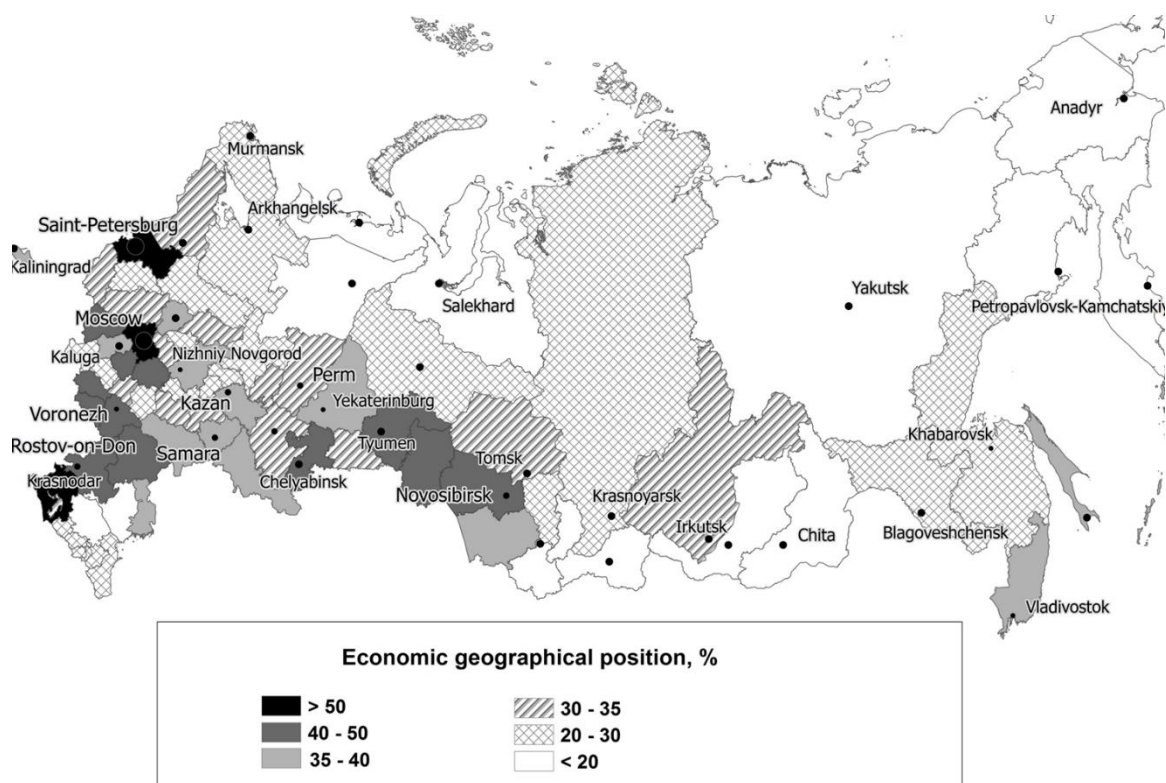 Anadyr
Murmansk
Arkhangelsk
Saint-Petersburg
Kaliningrad
Salekhard
Yakutsk
Petropavlovsk-Kamchatskiy
Moscow
Kaluga
Nizhniy Novgorod
Perm
Kazan
Yekaterinburg
Voronezh
Rostov-on-Don
Samara
Tyumen
Tomsk
Khabarovsk
Krasnodar
Chelyabinsk
Novosibirsk
Krasnoyarsk
Irkutsk
Chita
Blagoveshchensk
Vladivostok
Economic geographical position, %
> 50
40 - 50
35 - 40
30 - 35
20 - 30
< 20